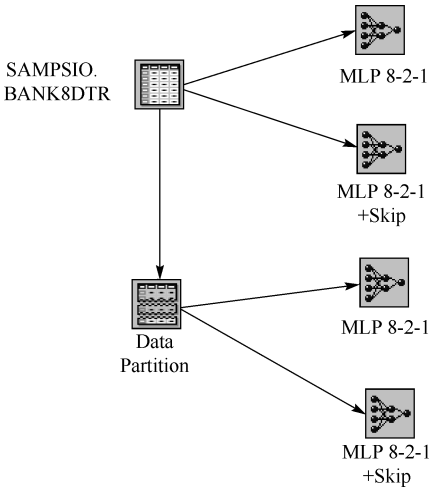 SAMPSIO.
BANK8DTR
MLP 8-2-1
MLP 8-2-1
+Skip
Data
Partition
MLP 8-2-1
MLP 8-2-1
+Skip